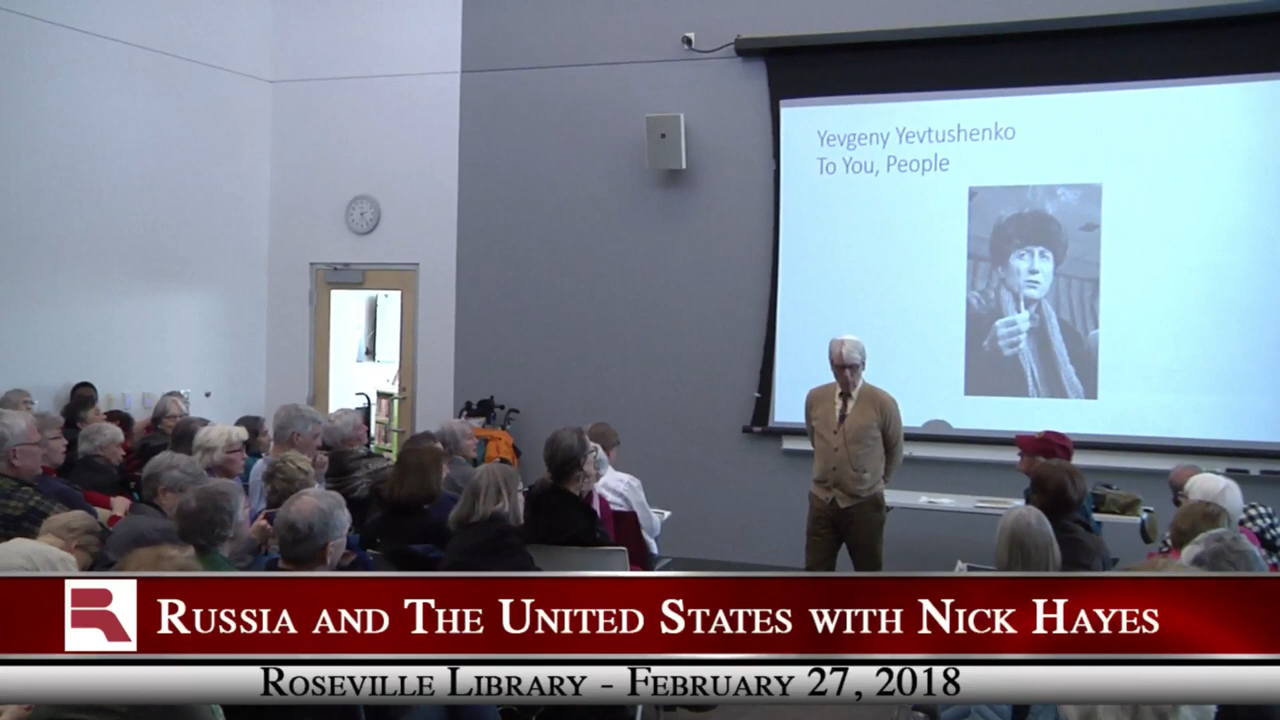 Yevgeny Yevtushenko
To You, People
Russia and The United States with Nick Hayes
Roseville Library - February 27, 2018